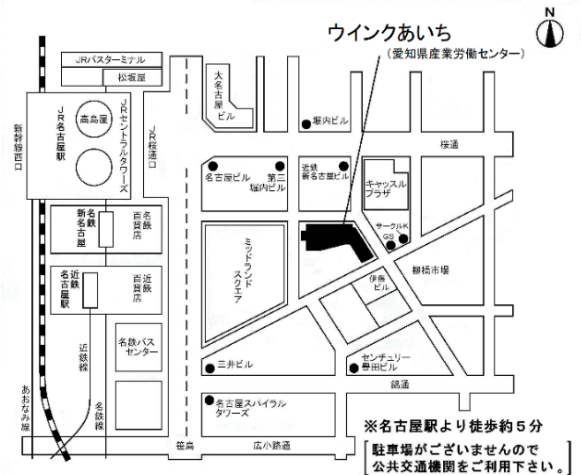 N
ウインクあいち
（愛知県産業労働センター）
JRバスターミナル
松坂屋
大名古屋
ビル
堀内ビル
桜通
新幹線西口
JR名古屋駅
高島屋
JRセントラルタワーズ
JR桜通口
名古屋ビル
第二
堀内ビル
近鉄
新名古屋ビル
キャッスル
プラザ
サークルK
GS
名鉄
新名古屋
名鉄
百貨店
ミッドランド
スクエア
柳橋市場
近鉄
名古屋駅
近鉄
百貨店
伊勢
ビル
名鉄バス
センター
近鉄線
三井ビル
センチュリー
豊田ビル
錦通
あおなみ線
名鉄線
名古屋スパイラル
タワーズ
笹島
広小路通
※名古屋駅より徒歩約５分
駐車場がございませんので
公共交通機関をご利用下さい。